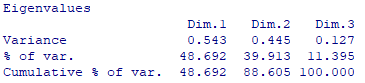 Eigenvalues
Dim.1 Dim.2 Dim.3
Variance 0.543 0.445 0.127
% of var. 48.692 39.913 11.395
Cumulative % of var. 48.692 88.605 100.000